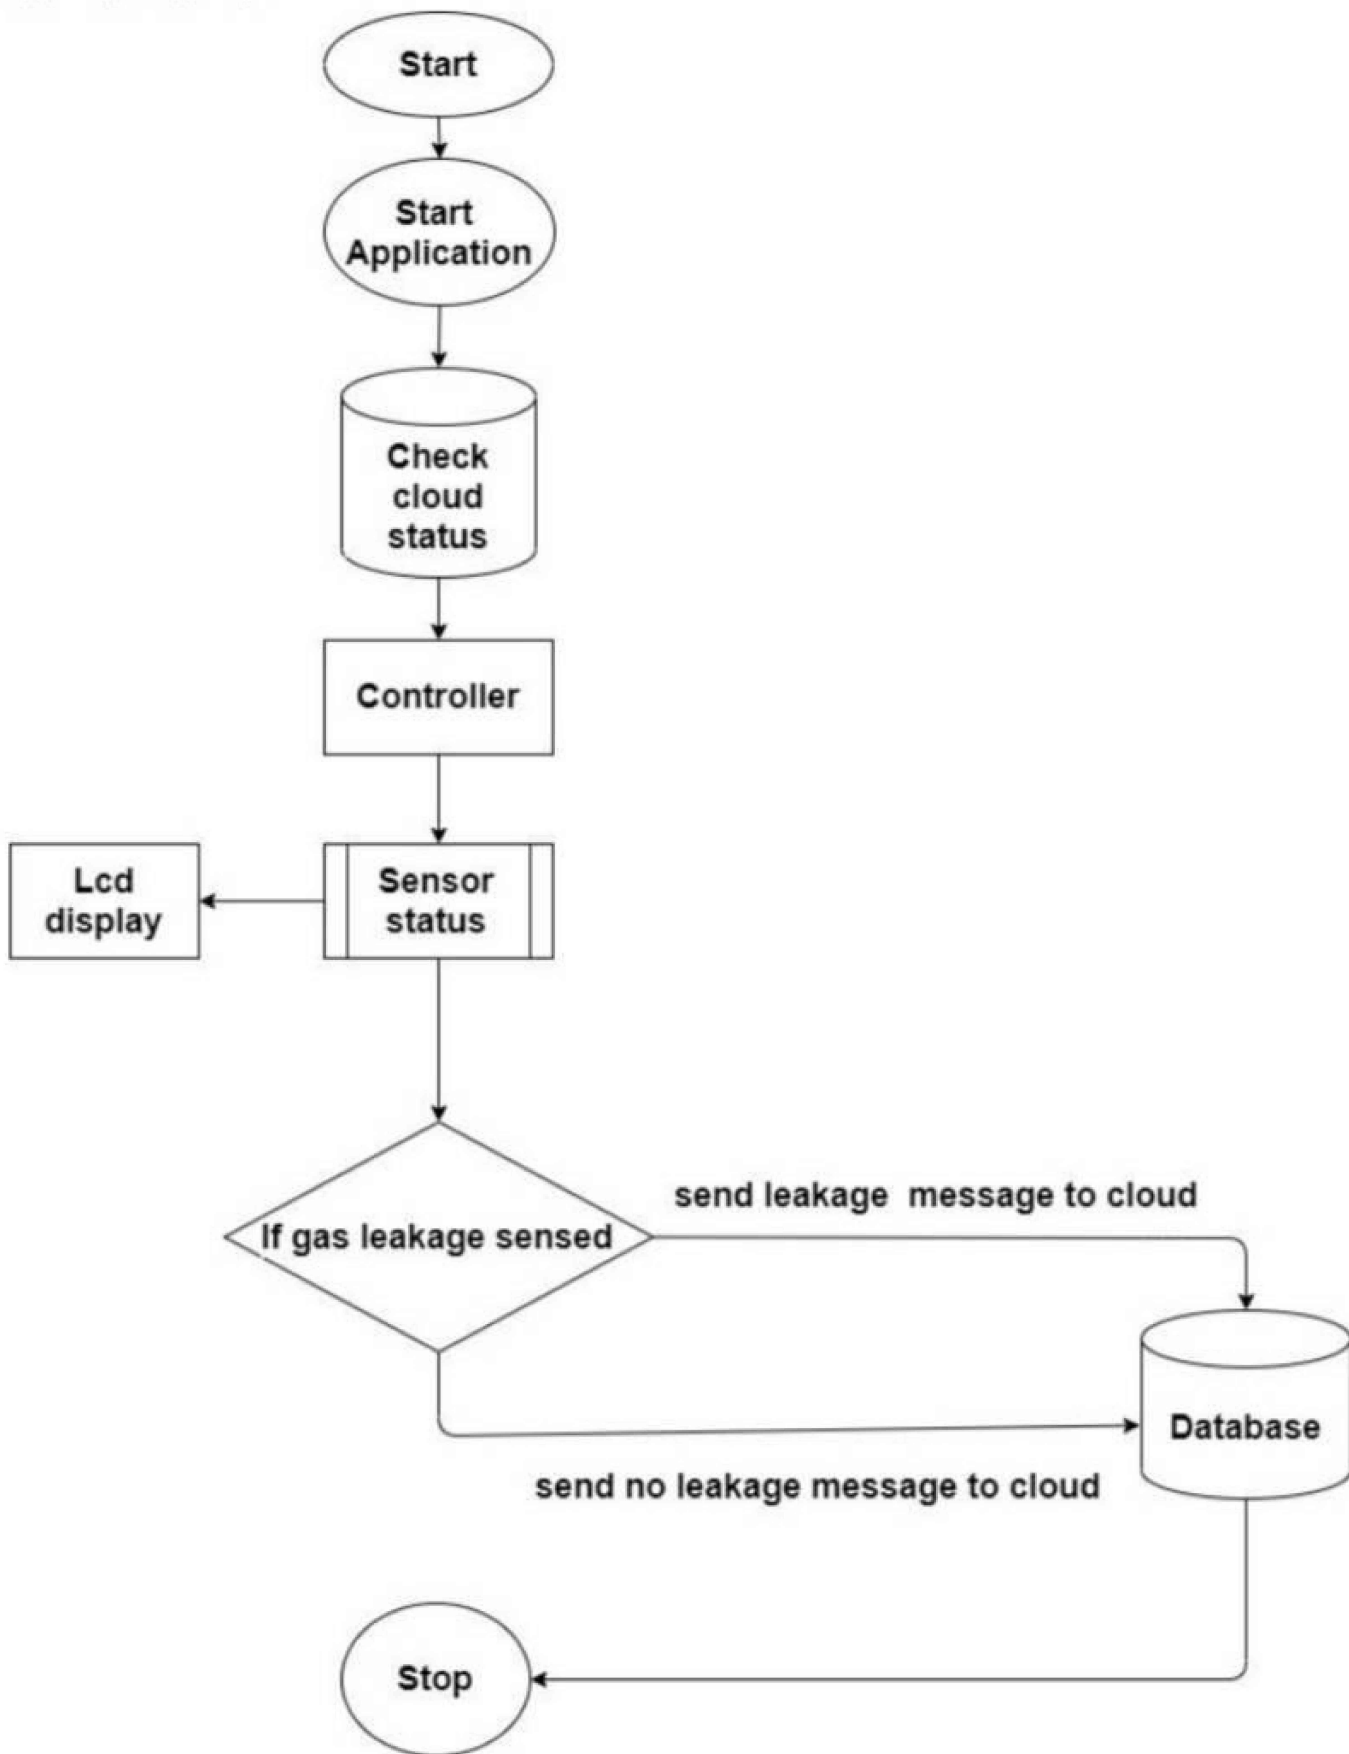 Start
Start
Application
Check
cloud
status
Controller
Lcd
display
Sensor
status
If gas leakage sensed
send leakage message to cloud
Database
send no leakage message to cloud
Stop